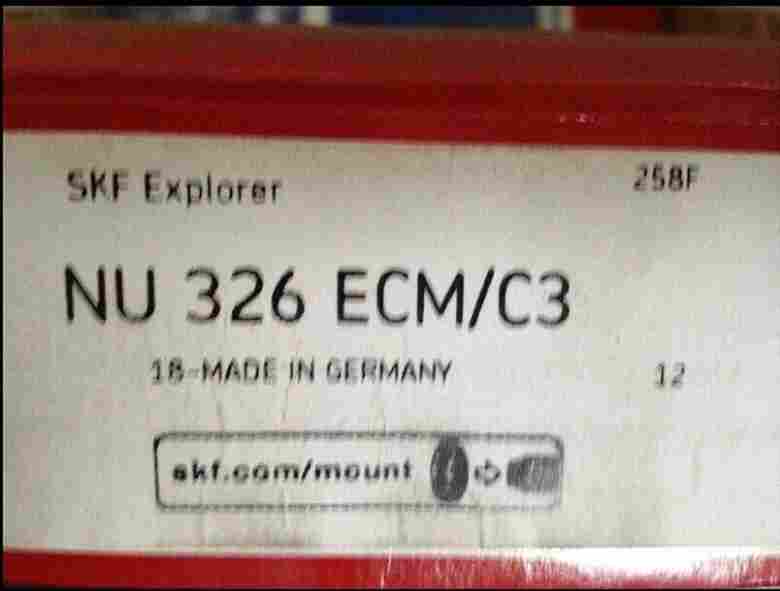 SKF Explorer 258F
NU 326 ECM/C3
18-MADE IN GERMANY 12
skf.com/mount